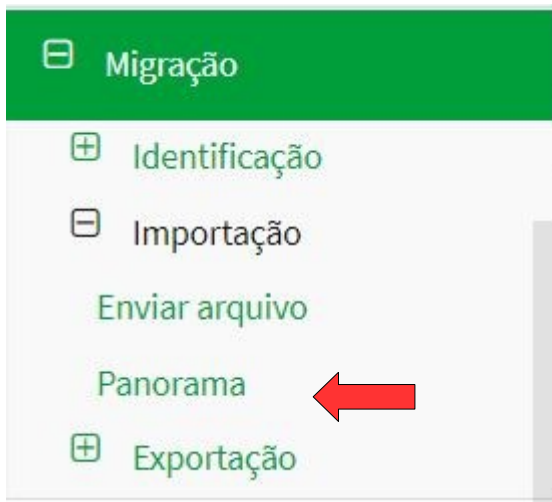 Migração
Identificação
Importação
Enviar arquivo
Panorama
Exportação